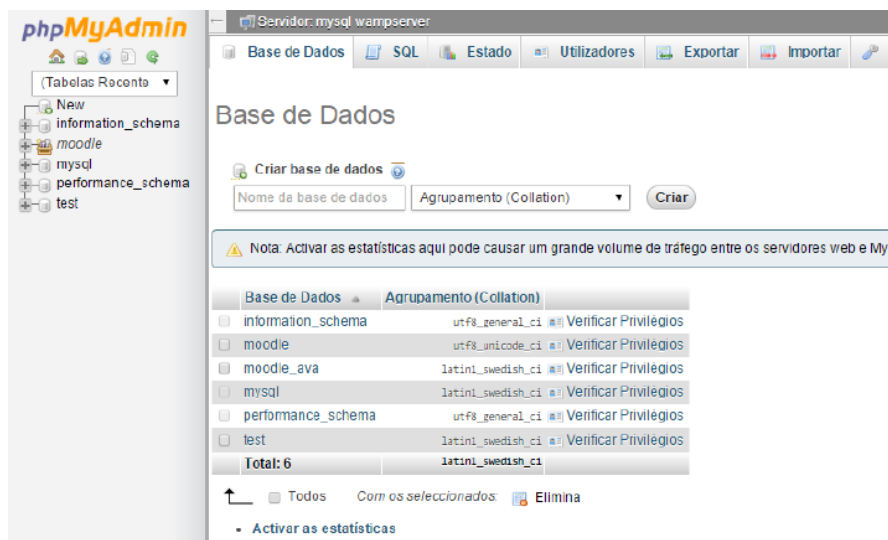 phpMyAdmin
(Tabelas Recente
New
information_schema
moodle
mysql
performance_schema
test
Servidor: mysql wampserver
Base de Dados SQL Estado Utilizadores Exportar Importar
Base de Dados
Criar base de dados
Nome da base de dados Agrupamento (Collation) Criar
Nota: Activar as estatísticas aqui pode causar um grande volume de tráfego entre os servidores web e My
Base de Dados Agrupamento (Collation)
information_schema utf8_general_ci Verificar Privilégios
moodle utf8_unicode_ci Verificar Privilégios
moodle_ava latin1_swedish_ci Verificar Privilégios
mysql latin1_swedish_ci Verificar Privilégios
performance_schema utf8_general_ci Verificar Privilégios
test latin1_swedish_ci Verificar Privilégios
Total: 6 latin1_swedish_ci
Todos Com os seleccionados: Elimina
Activar as estatísticas